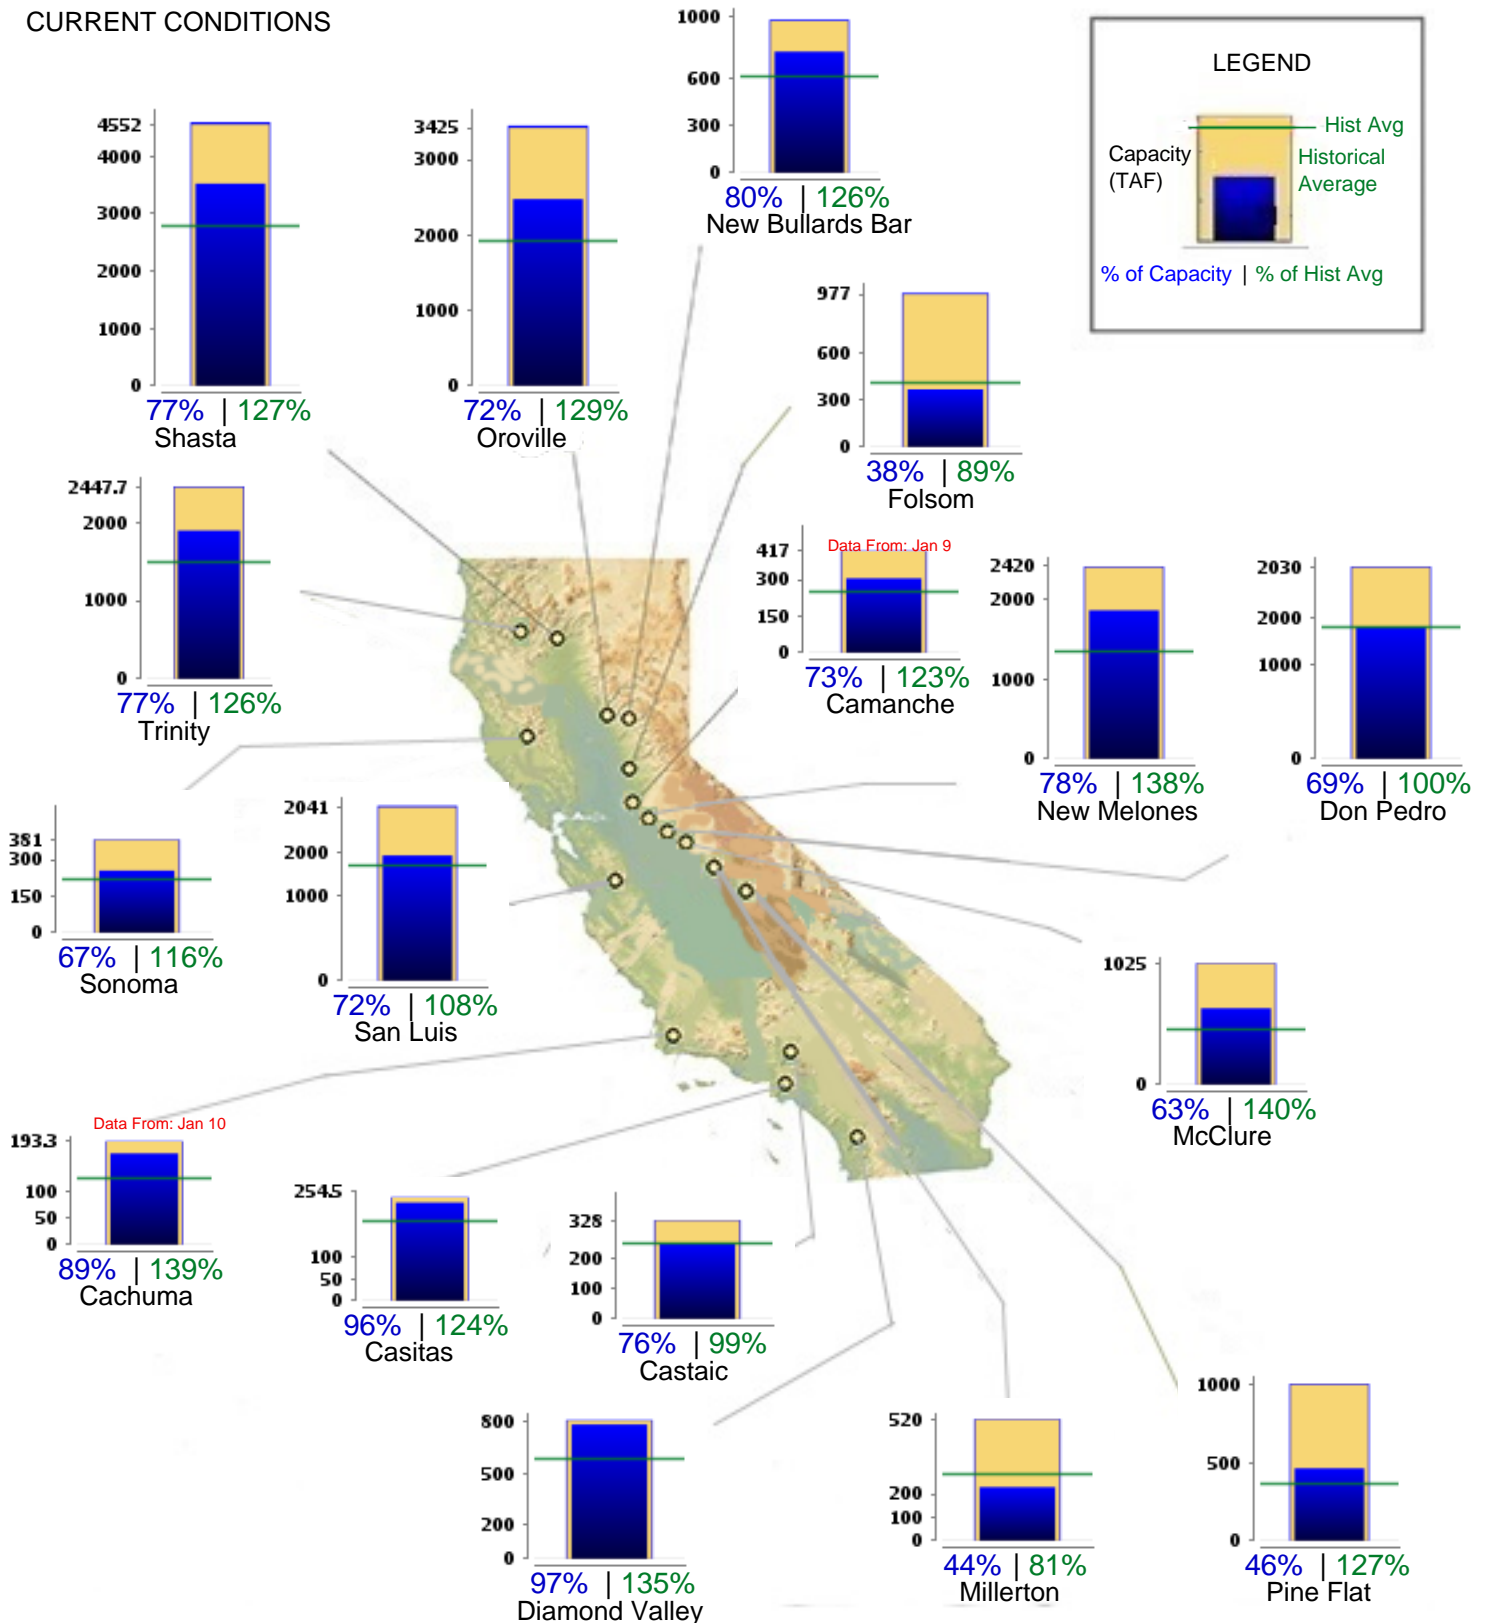 CURRENT CONDITIONS
1000
600
300
0
80% | 126%
New Bullards Bar
LEGEND
Hist Avg
Capacity
(TAF)
Historical
Average
% of Capacity | % of Hist Avg
4552
4000
3000
2000
1000
0
77% | 127%
Shasta
3425
3000
2000
1000
0
72% | 129%
Oroville
977
600
300
0
38% | 89%
Folsom
2447.7
2000
1000
0
77% | 126%
Trinity
Data From: Jan 9
417
300
150
0
73% | 123%
Camanche
2420
2000
1000
0
78% | 138%
New Melones
2030
2000
1000
0
69% | 100%
Don Pedro
381
300
150
0
67% | 116%
Sonoma
2041
2000
1000
0
72% | 108%
San Luis
1025
0
63% | 140%
McClure
Data From: Jan 10
193.3
100
50
0
89% | 139%
Cachuma
254.5
100
50
0
96% | 124%
Casitas
328
200
100
0
76% | 99%
Castaic
800
500
200
0
97% | 135%
Diamond Valley
520
200
100
0
44% | 81%
Millerton
1000
500
0
46% | 127%
Pine Flat